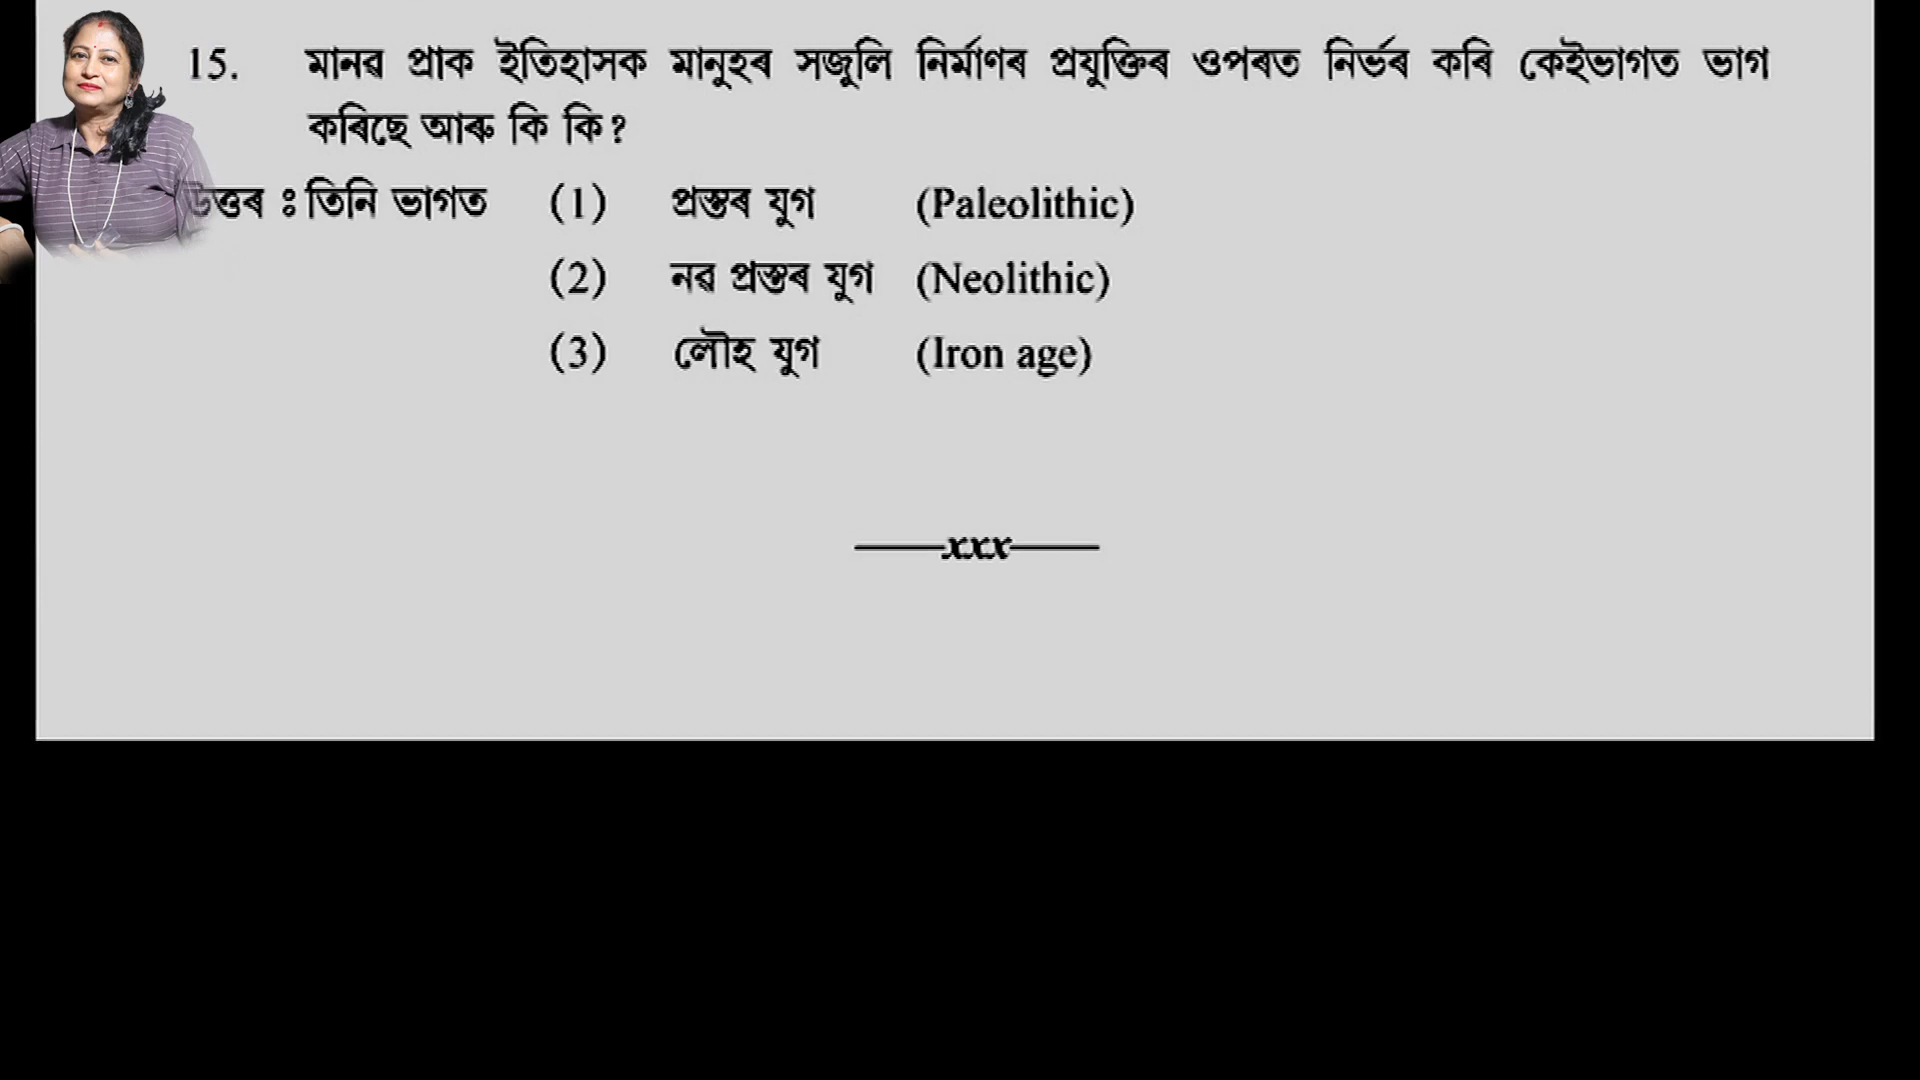 15. মানৱ প্ৰাক ইতিহাসক মানুহৰ সজুলি নিৰ্মাণৰ প্ৰযুক্তিৰ ওপৰত নিৰ্ভৰ কৰি কেইভাগত ভাগ
কৰিছে আৰু কি কি?
উত্তৰ ঃ তিনি ভাগত (1) প্ৰস্তৰ যুগ (Paleolithic)
(2) নৱ প্ৰস্তৰ যুগ (Neolithic)
(3) লৌহ যুগ (Iron age)
———xxx———